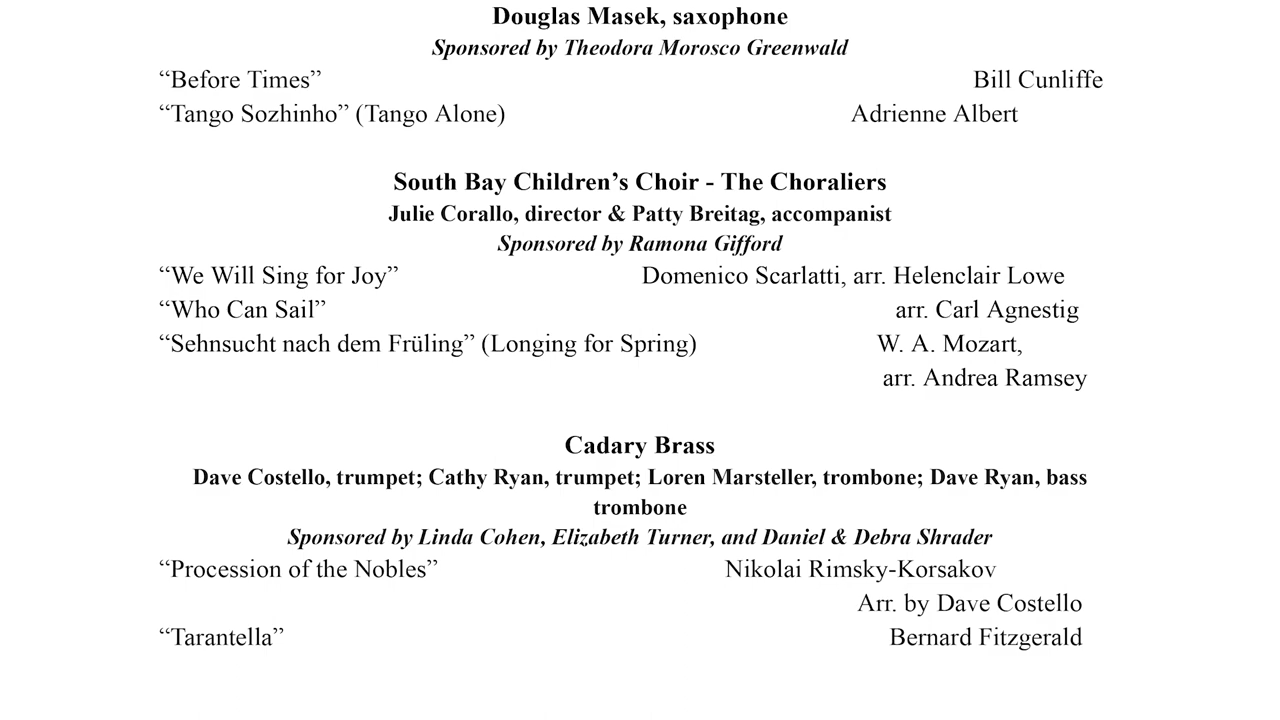 Douglas Masek, saxophone
Sponsored by Theodora Morosco Greenwald
“Before Times” Bill Cunliffe
“Tango Sozhinho” (Tango Alone) Adrienne Albert
South Bay Children’s Choir - The Choraliers
Julie Corallo, director & Patty Breitag, accompanist
Sponsored by Ramona Gifford
“We Will Sing for Joy” Domenico Scarlatti, arr. Helenclair Lowe
“Who Can Sail” arr. Carl Agnestig
“Sehnsucht nach dem Früling” (Longing for Spring) W. A. Mozart,
arr. Andrea Ramsey
Cadary Brass
Dave Costello, trumpet; Cathy Ryan, trumpet; Loren Marsteller, trombone; Dave Ryan, bass
trombone
Sponsored by Linda Cohen, Elizabeth Turner, and Daniel & Debra Shrader
“Procession of the Nobles” Nikolai Rimsky-Korsakov
Arr. by Dave Costello
“Tarantella” Bernard Fitzgerald